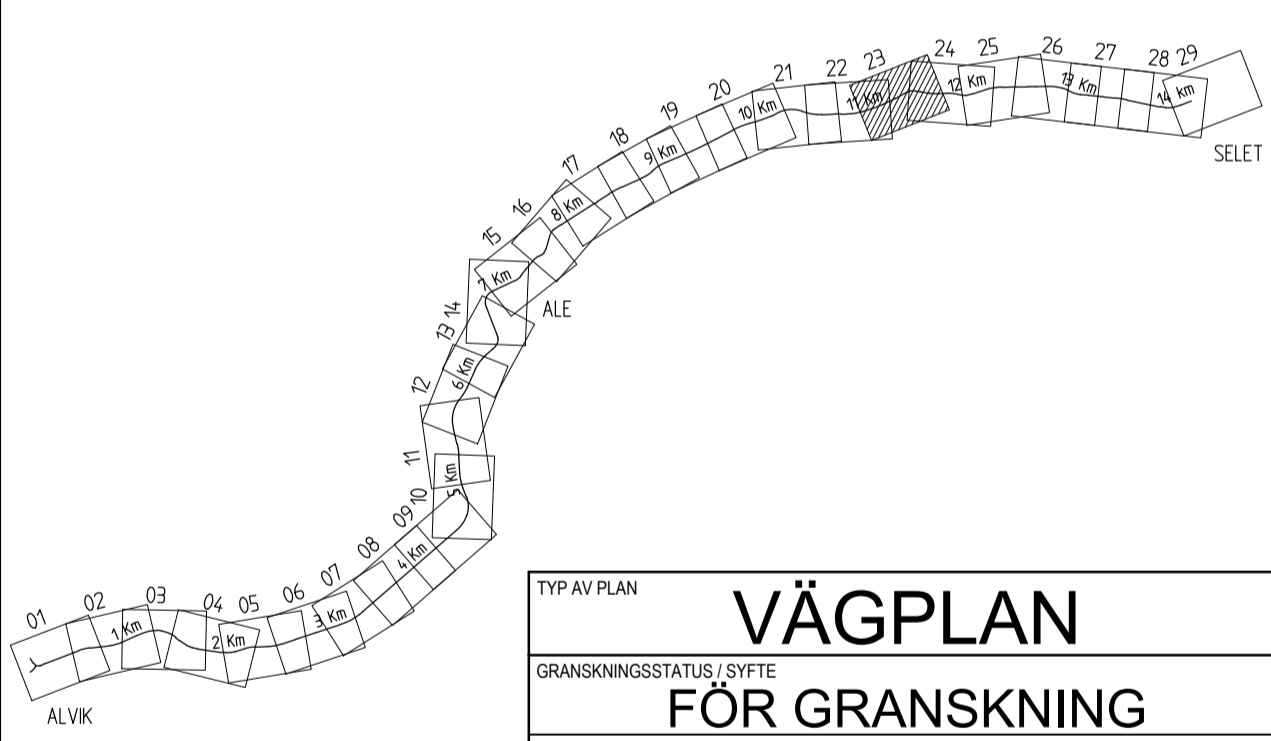 01
02
03
04
05
06
07
08
09
10
11
12
13
14
15
16
17
18
19
20
21
22
23
24
25
26
27
28
29
1 Km
2 Km
3 Km
4 Km
5 Km
6 Km
7 Km
8 Km
9 Km
10 Km
11 Km
12 Km
13 Km
14 Km
ALVIK
ALE
SELET
TYP AV PLAN
VÄGPLAN
GRANSKNINGSSTATUS / SYFTE
FÖR GRANSKNING